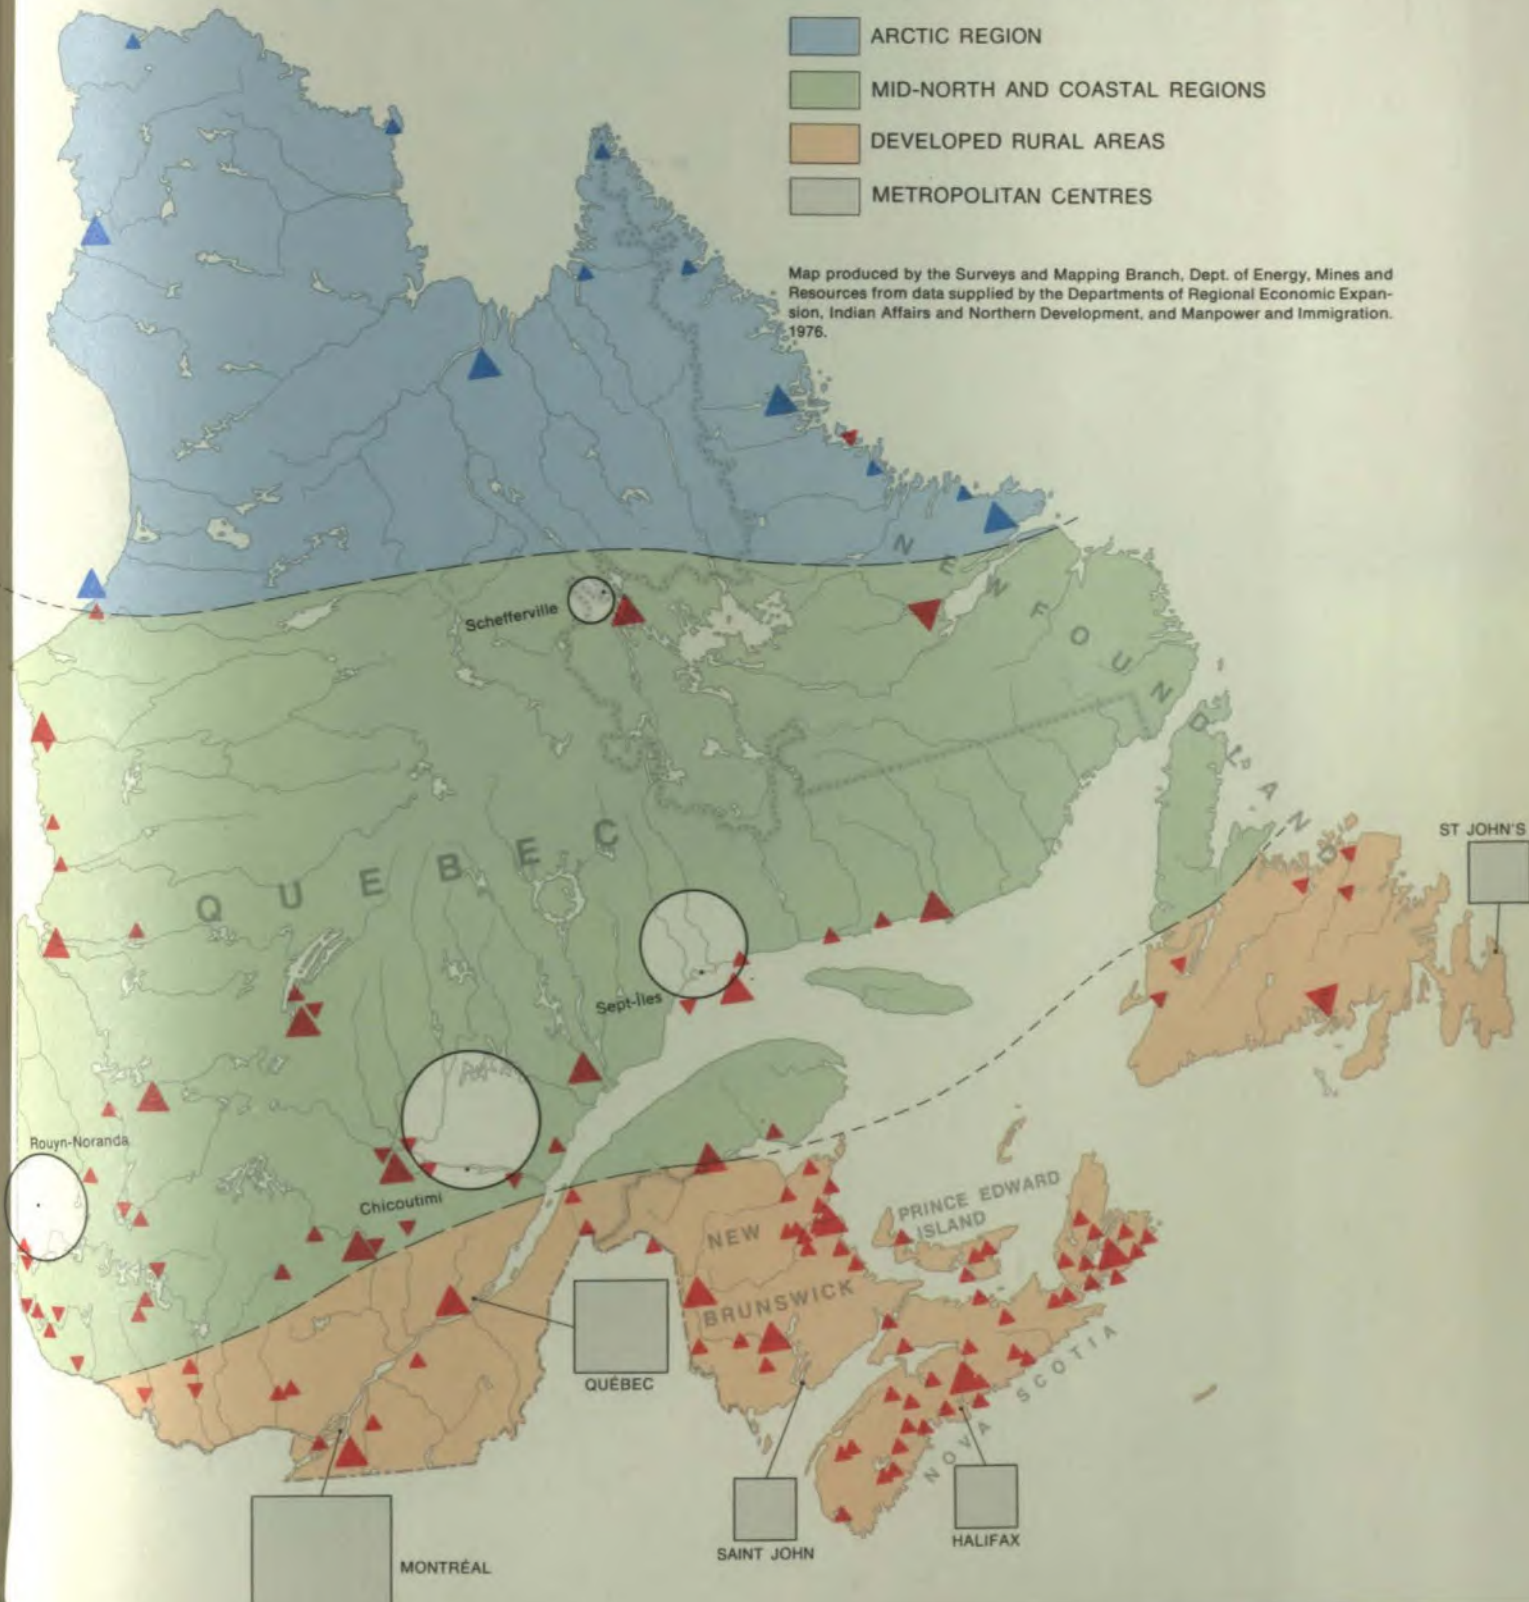 ARCTIC REGION
MID-NORTH AND COASTAL REGIONS
DEVELOPED RURAL AREAS
METROPOLITAN CENTRES
Map produced by the Surveys and Mapping Branch, Dept. of Energy, Mines and
Resources from data supplied by the Departments of Regional Economic Expan-
sion, Indian Affairs and Northern Development, and Manpower and Immigration.
1976.
NEWFOUNDLAND
Schefferville
QUEBEC
ST JOHN'S
Sept-Îles
Rouyn-Noranda
Chicoutimi
PRINCE EDWARD
ISLAND
NEW
BRUNSWICK
NOVA SCOTIA
QUÉBEC
SAINT JOHN
HALIFAX
MONTRÉAL